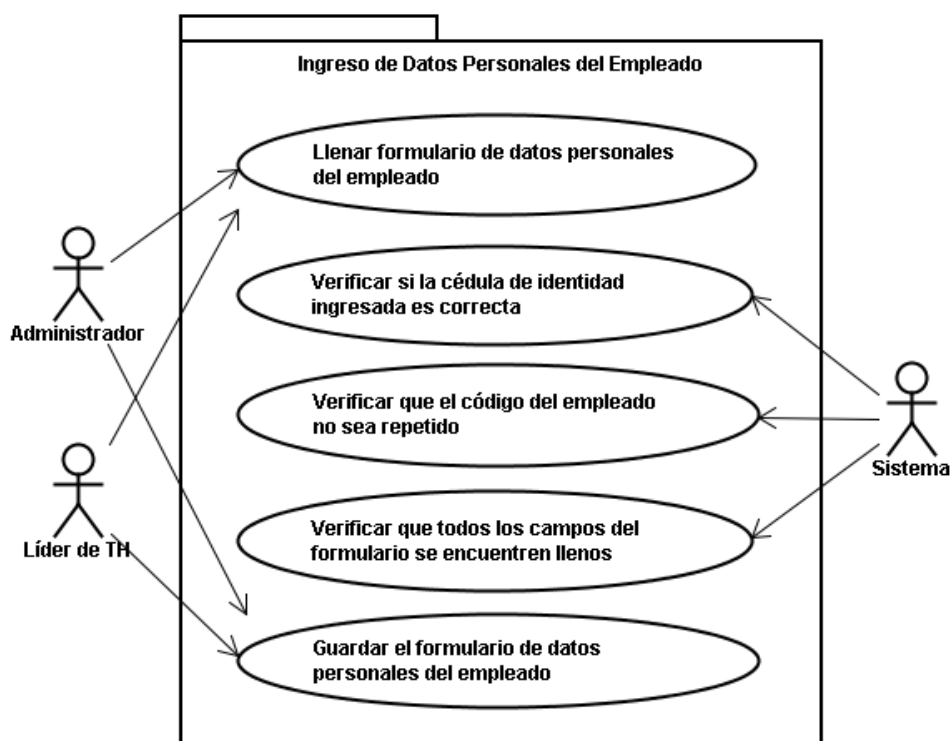 Ingreso de Datos Personales del Empleado
Llenar formulario de datos personales
del empleado
Administrador
Verificar si la cédula de identidad
ingresada es correcta
Verificar que el código del empleado
no sea repetido
Sistema
Líder de TH
Verificar que todos los campos del
formulario se encuentren llenos
Guardar el formulario de datos
personales del empleado